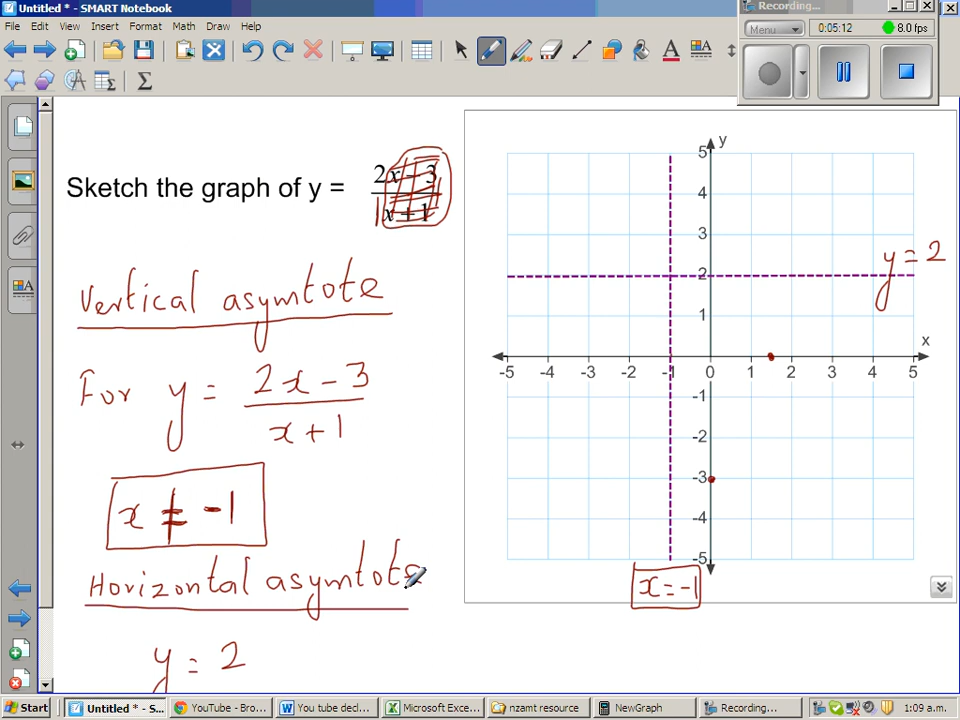 Untitled * - SMART Notebook
File Edit View Insert Format Math Draw Help
Recording...
Menu 00:05:12 8.0 fps
Sketch the graph of y = 2x - 3
x + 1
Vertical asymtote
For y = 2x - 3
x + 1
x ≠ -1
Horizontal asymtote
y = 2
y
5
4
3
2
1
y = 2
x
-5 -4 -3 -2 -1 0 1 2 3 4 5
-1
-2
-3
-4
-5
x = -1
Start Untitled * - SM... YouTube - Bro... You tube decl... Microsoft Exce... nzamt resource NewGraph Recording... 1:09 a.m.